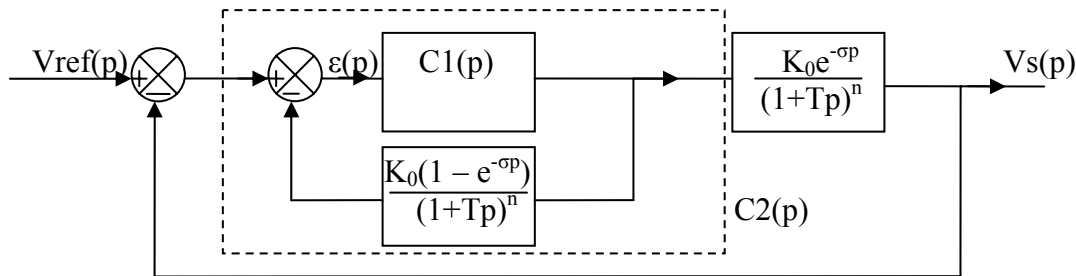 Vref(p)
+
−
+
−
ε(p)
C1(p)
K₀e^-σp
(1+Tp)ⁿ
Vs(p)
K₀(1 – e^-σp)
(1+Tp)ⁿ
C2(p)